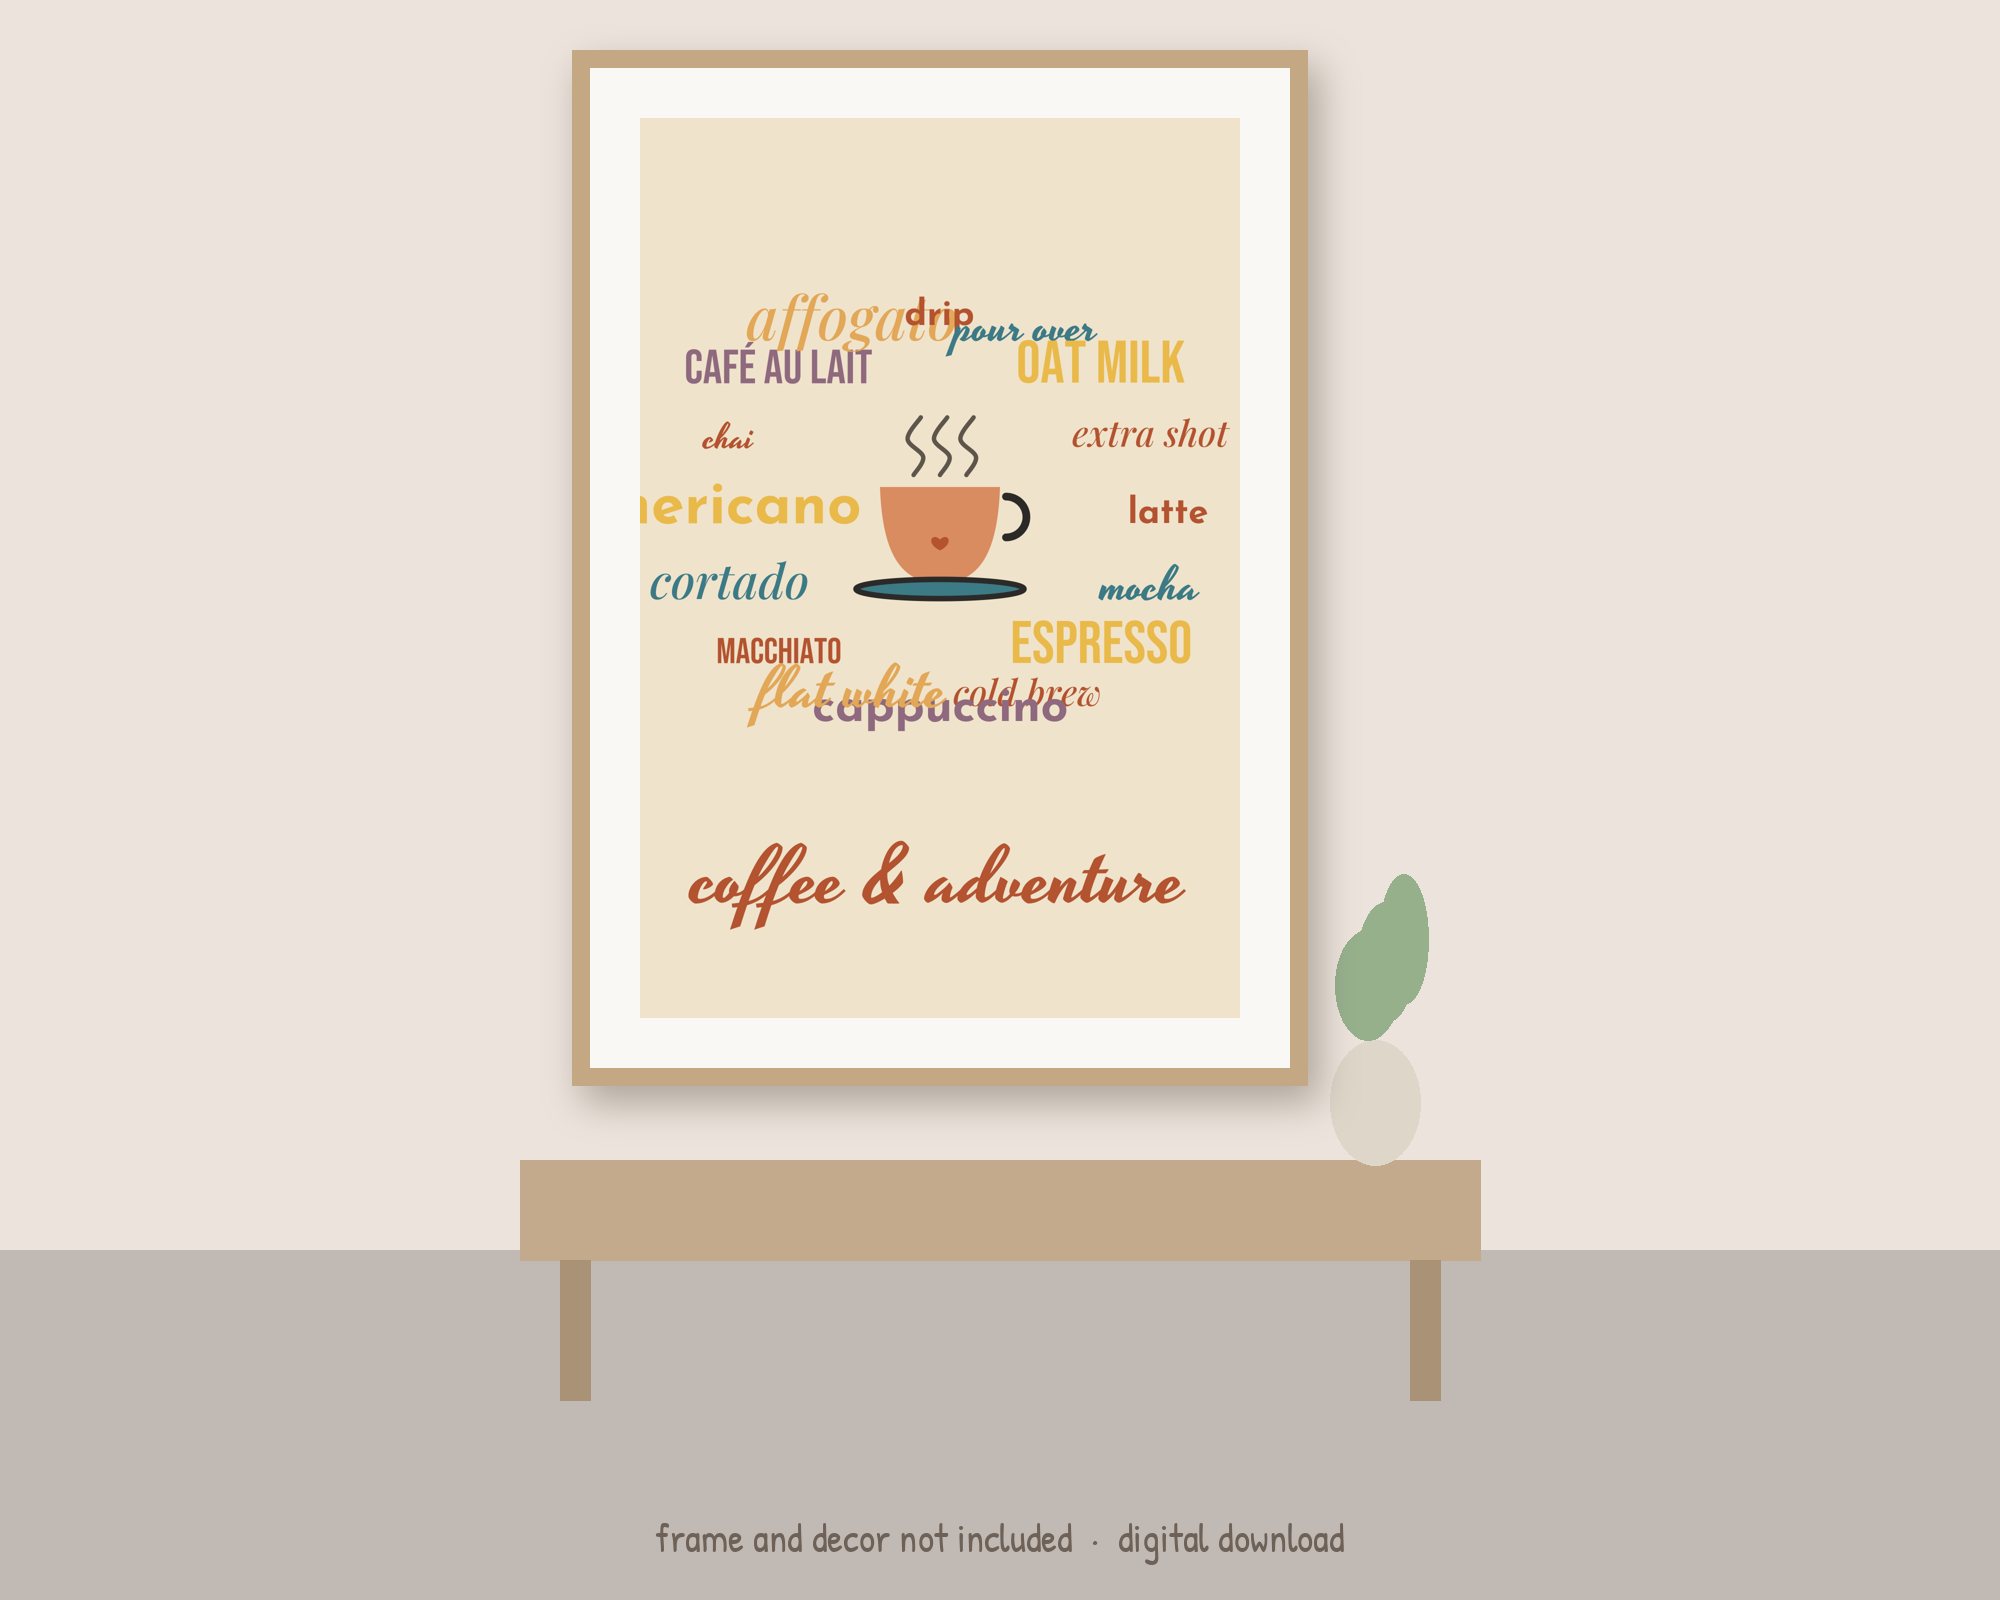 affogato
drip
pour over
CAFÉ AU LAIT
OAT MILK
chai
extra shot
ericano
latte
cortado
mocha
MACCHIATO
ESPRESSO
flat white
cold brew
cappuccino
coffee & adventure
frame and decor not included · digital download